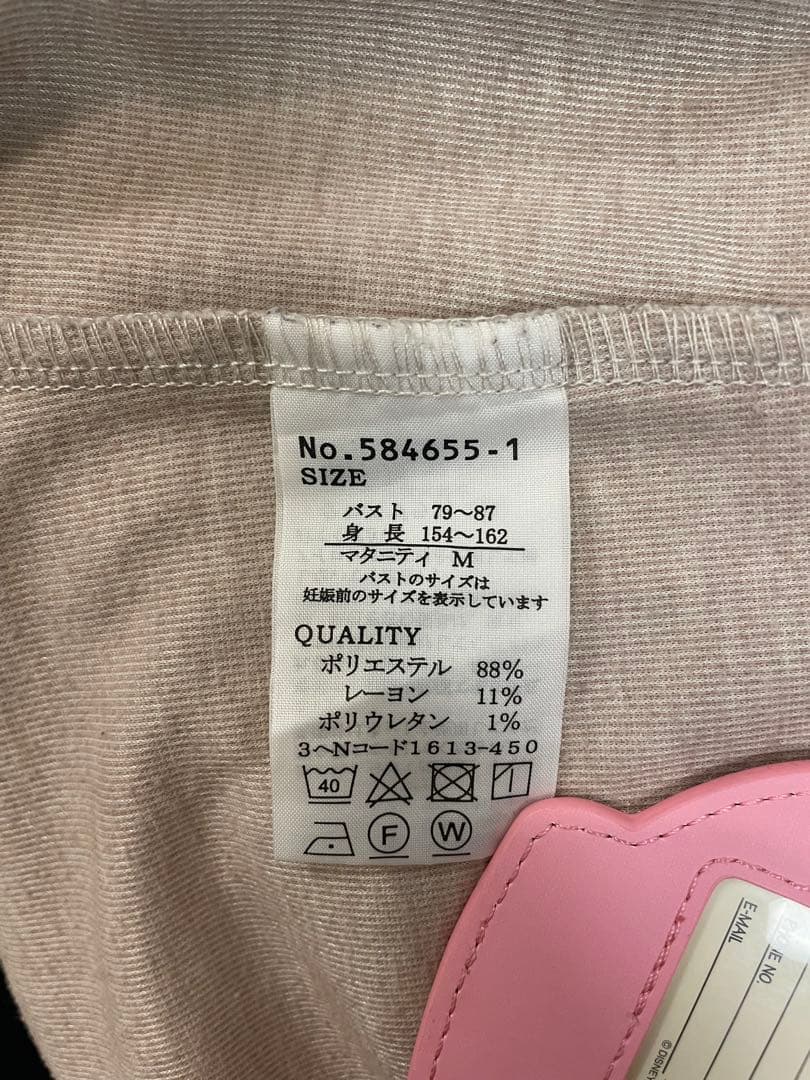 No.584655-1
SIZE
バスト 79〜87
身 長 154〜162
マタニティ M
バストのサイズは
妊娠前のサイズを表示しています
QUALITY
ポリエステル 88%
レーヨン 11%
ポリウレタン 1%
3へNコード1613-450
40
F W
NE NO.
E-MAIL
©DISNEY